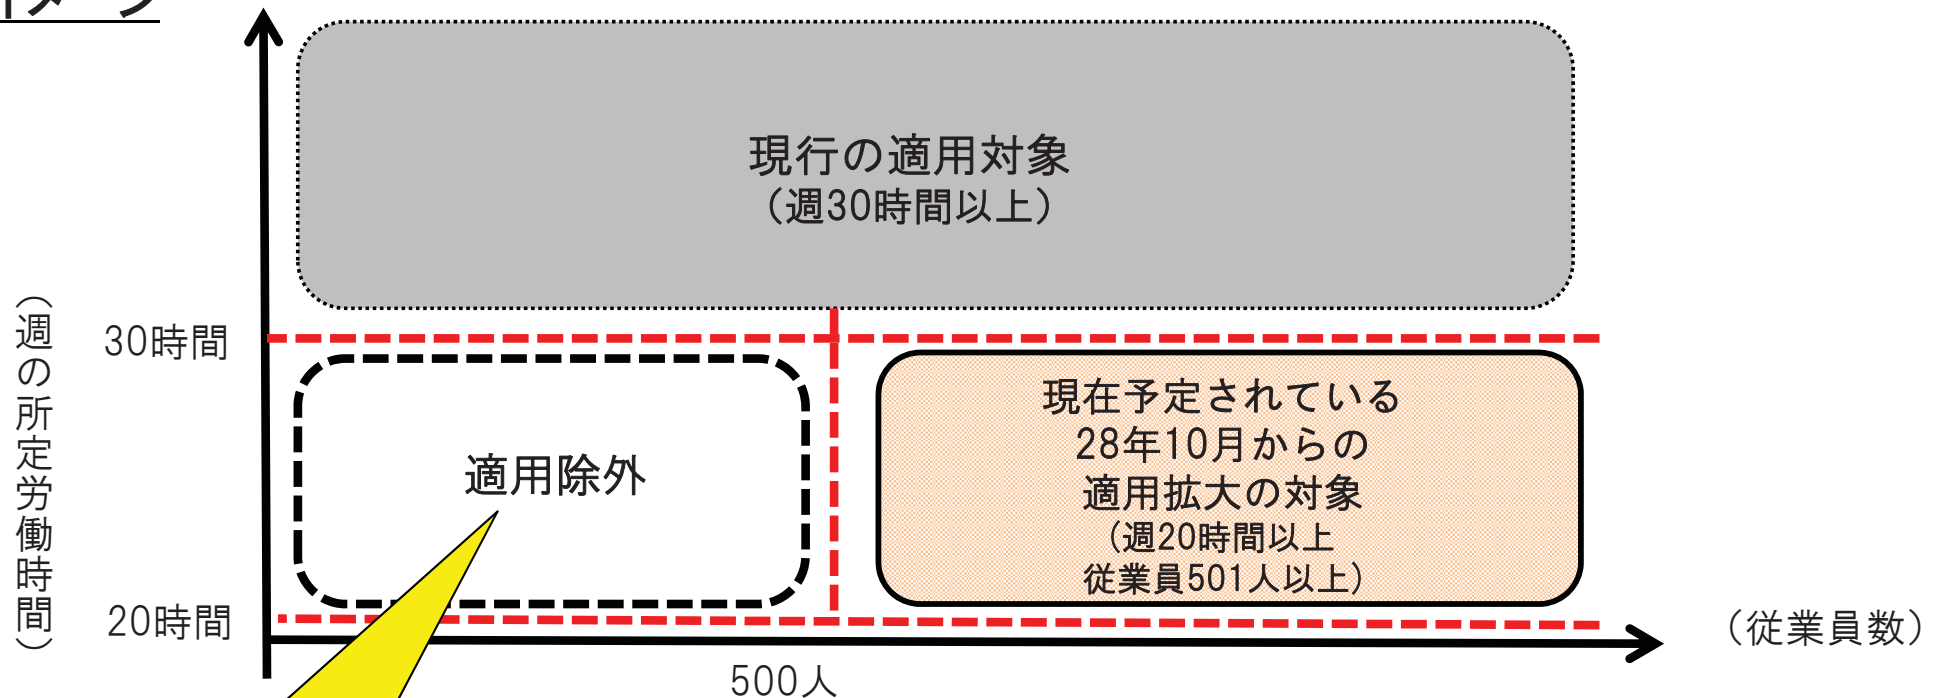 イメージ
現行の適用対象
（週30時間以上）
（週の所定労働時間）
30時間
適用除外
現在予定されている
28年10月からの
適用拡大の対象
（週20時間以上
従業員501人以上）
20時間
（従業員数）
500人